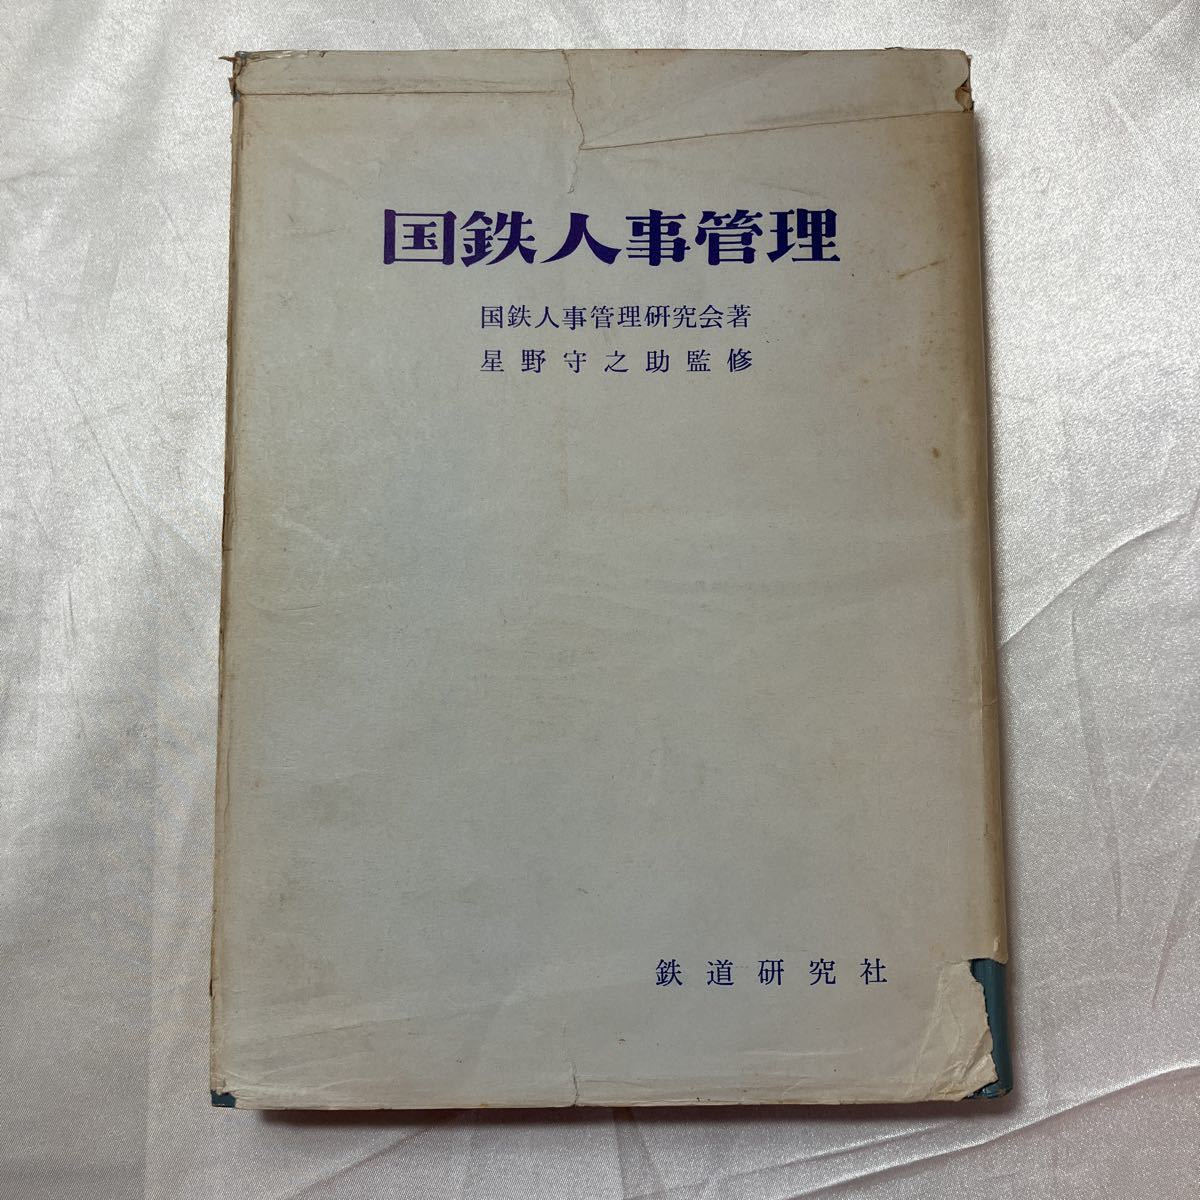 国鉄人事管理
国鉄人事管理研究会著
星野守之助監修
鉄道研究社